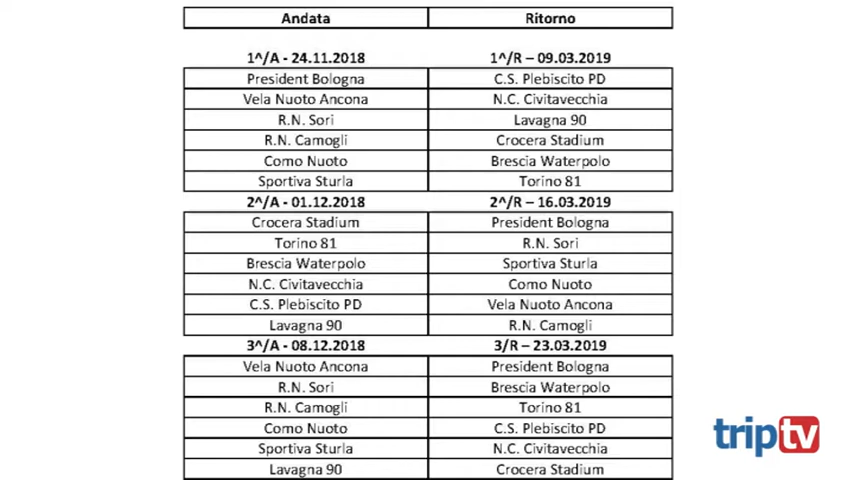 Andata Ritorno
1^/A - 24.11.2018 1^/R – 09.03.2019
President Bologna C.S. Plebiscito PD
Vela Nuoto Ancona N.C. Civitavecchia
R.N. Sori Lavagna 90
R.N. Camogli Crocera Stadium
Como Nuoto Brescia Waterpolo
Sportiva Sturla Torino 81
2^/A - 01.12.2018 2^/R – 16.03.2019
Crocera Stadium President Bologna
Torino 81 R.N. Sori
Brescia Waterpolo Sportiva Sturla
N.C. Civitavecchia Como Nuoto
C.S. Plebiscito PD Vela Nuoto Ancona
Lavagna 90 R.N. Camogli
3^/A - 08.12.2018 3/R – 23.03.2019
Vela Nuoto Ancona President Bologna
R.N. Sori Brescia Waterpolo
R.N. Camogli Torino 81
Como Nuoto C.S. Plebiscito PD
Sportiva Sturla N.C. Civitavecchia
Lavagna 90 Crocera Stadium
triptv